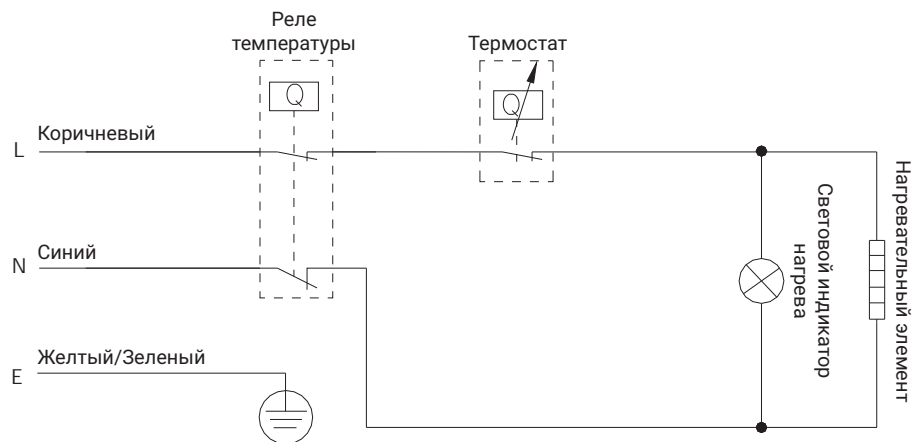 Реле
температуры
Термостат
Q
Q
L
Коричневый
N
Синий
E
Желтый/Зеленый
Световой индикатор
нагрева
Нагревательный элемент